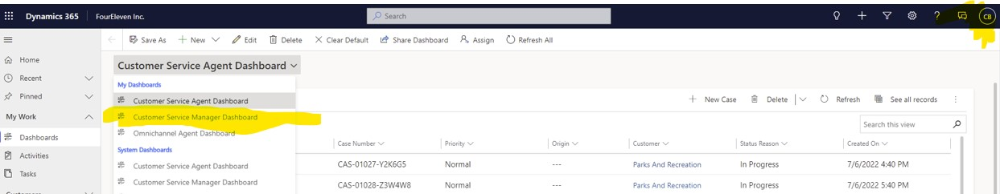 Dynamics 365 FourEleven Inc. Search ? CB
Save As New Edit Delete Clear Default Share Dashboard Assign Refresh All
Home
Recent
Pinned
My Work
Dashboards
Activities
Tasks
Customer Service Agent Dashboard
My Dashboards
Customer Service Agent Dashboard
Customer Service Manager Dashboard
Omnichannel Agent Dashboard
System Dashboards
Customer Service Agent Dashboard
Customer Service Manager Dashboard
New Case Delete Refresh See all records
Search this view
Case Number Priority Origin Customer Status Reason Created On
CAS-01027-Y2K6G5 Normal --- Parks And Recreation In Progress 7/6/2022 4:40 PM
CAS-01028-Z3W4W8 Normal --- Parks And Recreation In Progress 7/6/2022 5:40 PM